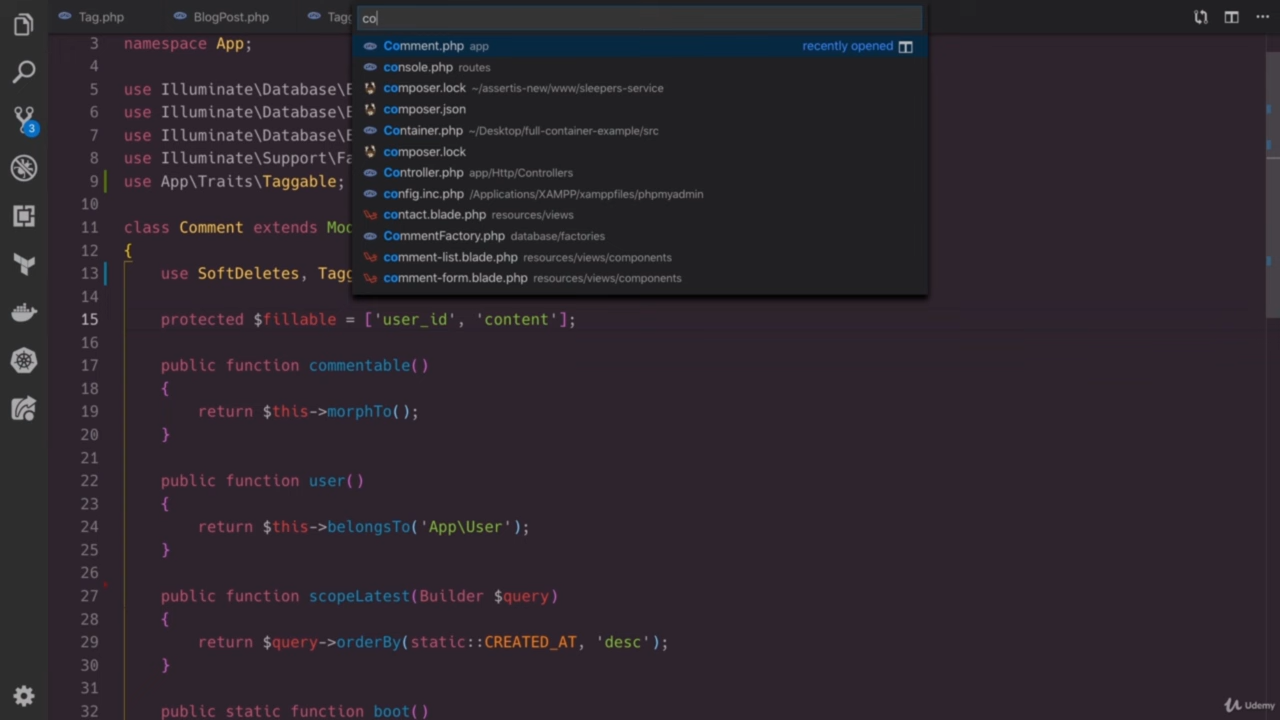 Tag.php
BlogPost.php
Tagg
co
Comment.php app recently opened
console.php routes
composer.lock ~/assertis-new/www/sleepers-service
composer.json
Container.php ~/Desktop/full-container-example/src
composer.lock
Controller.php app/Http/Controllers
config.inc.php /Applications/XAMPP/xamppfiles/phpmyadmin
contact.blade.php resources/views
CommentFactory.php database/factories
comment-list.blade.php resources/views/components
comment-form.blade.php resources/views/components
3 namespace App;
4
5 use Illuminate\Database\E
6 use Illuminate\Database\E
7 use Illuminate\Database\E
8 use Illuminate\Support\Fa
9 use App\Traits\Taggable;
10
11 class Comment extends Mod
12 {
13 use SoftDeletes, Tagg
14
15 protected $fillable = ['user_id', 'content'];
16
17 public function commentable()
18 {
19 return $this->morphTo();
20 }
21
22 public function user()
23 {
24 return $this->belongsTo('App\User');
25 }
26
27 public function scopeLatest(Builder $query)
28 {
29 return $query->orderBy(static::CREATED_AT, 'desc');
30 }
31
32 public static function boot()
3
Udemy